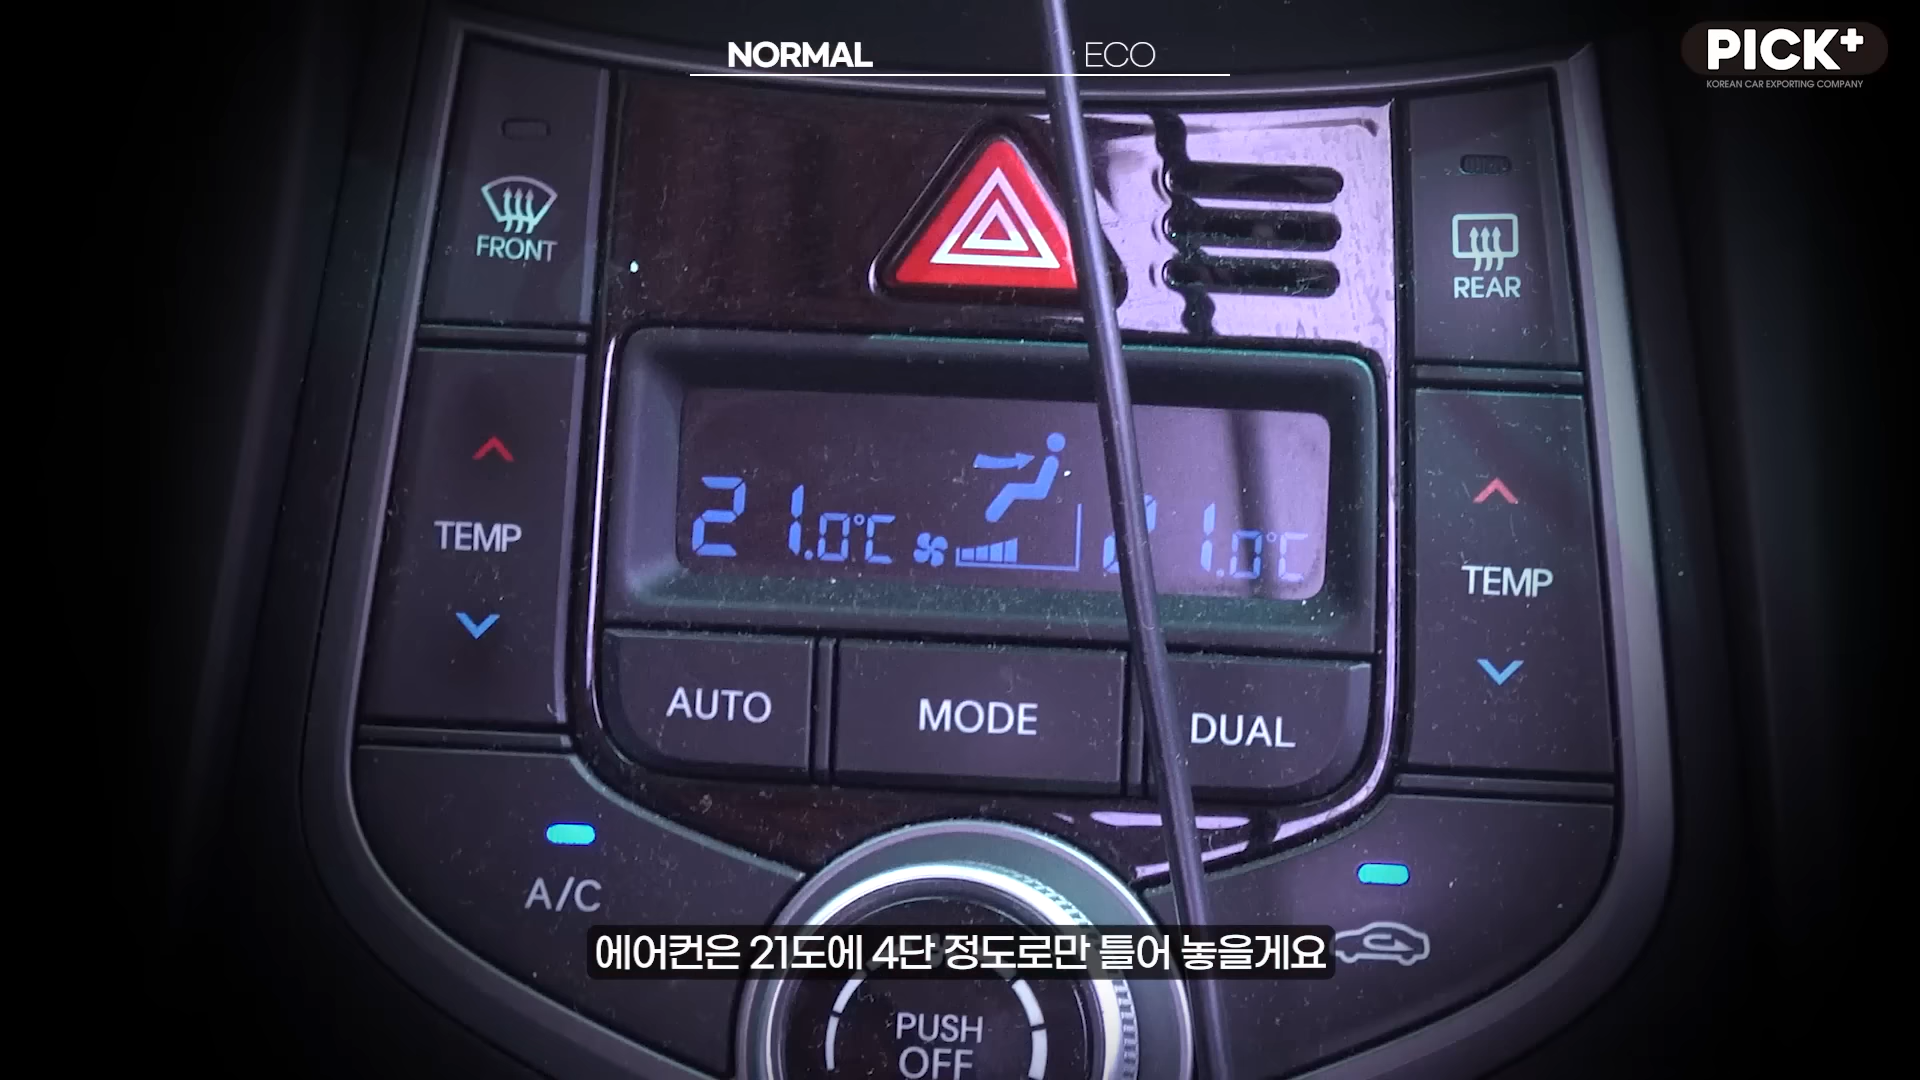 NORMAL
ECO
PICK+
KOREAN CAR EXPORTING COMPANY
FRONT
REAR
TEMP
21.0°C
21.0°C
TEMP
AUTO
MODE
DUAL
A/C
에어컨은 21도에 4단 정도로만 틀어 놓을게요
PUSH
OFF